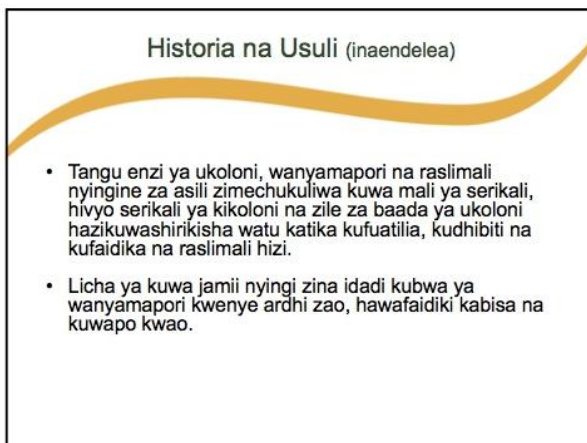 Historia na Usuli (inaendelea)
• Tangu enzi ya ukoloni, wanyamapori na raslimali
nyingine za asili zimechukuliwa kuwa mali ya serikali,
hivyo serikali ya kikoloni na zile za baada ya ukoloni
hazikuwashirikisha watu katika kufuatilia, kudhibiti na
kufaidika na raslimali hizi.
• Licha ya kuwa jamii nyingi zina idadi kubwa ya
wanyamapori kwenye ardhi zao, hawafaidiki kabisa na
kuwapo kwao.